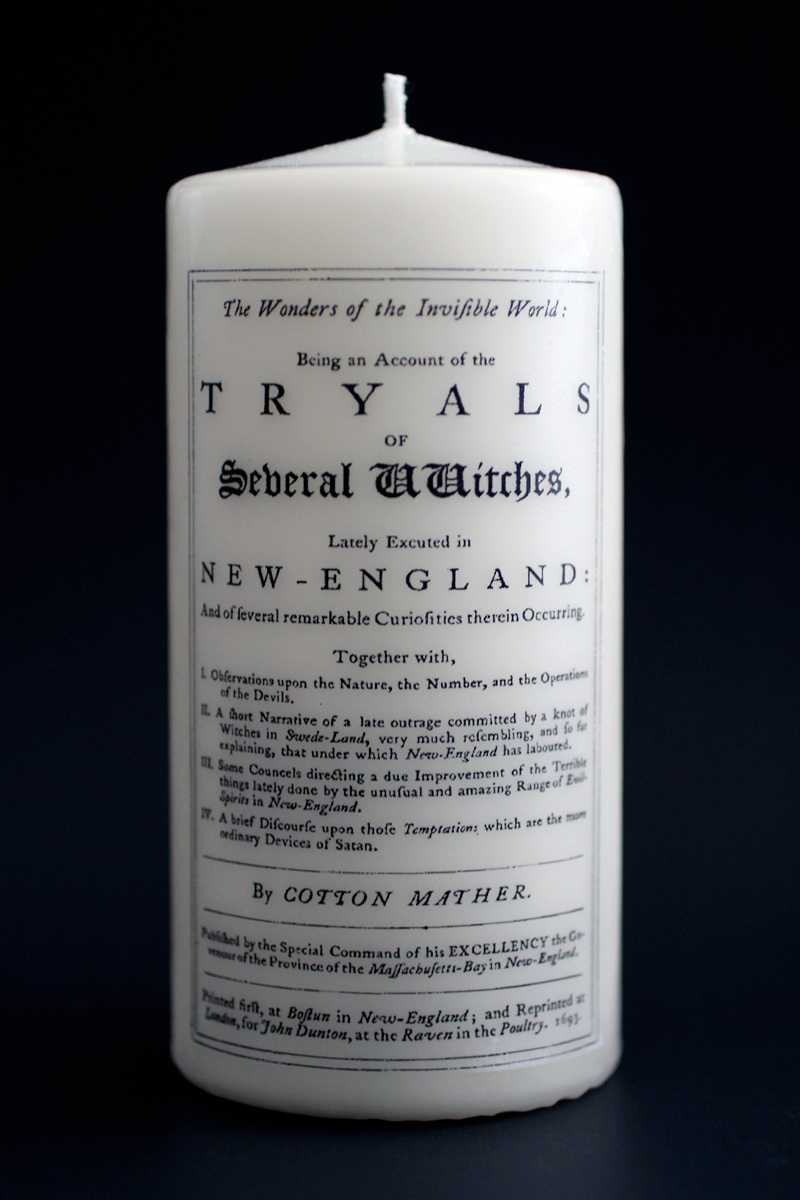 The Wonders of the Inviſible World:
Being an Account of the
TRYALS
OF
Several VVitches,
Lately Excuted in
NEW-ENGLAND:
And of ſeveral remarkable Curioſities therein Occurring.
Together with,
I. Obſervations upon the Nature, the Number, and the Operations
of the Devils.
II. A ſhort Narrative of a late outrage committed by a knot of
Witches in Swede-Land, very much reſembling, and ſo far
explaining, that under which New-England has laboured.
III. Some Councels directing a due Improvement of the Terrible
things lately done by the unuſual and amazing Range of Evil-
Spirits in New-England.
IV. A brief Diſcourſe upon thoſe Temptations which are the more
ordinary Devices of Satan.
By COTTON MATHER.
Published by the Special Command of his EXCELLENCY the Go-
venour of the Province of the Maſſachuſetts-Bay in New-England.
Printed firſt, at Boſtun in New-England; and Reprinted at
London, for John Dunton, at the Raven in the Poultry. 1693.